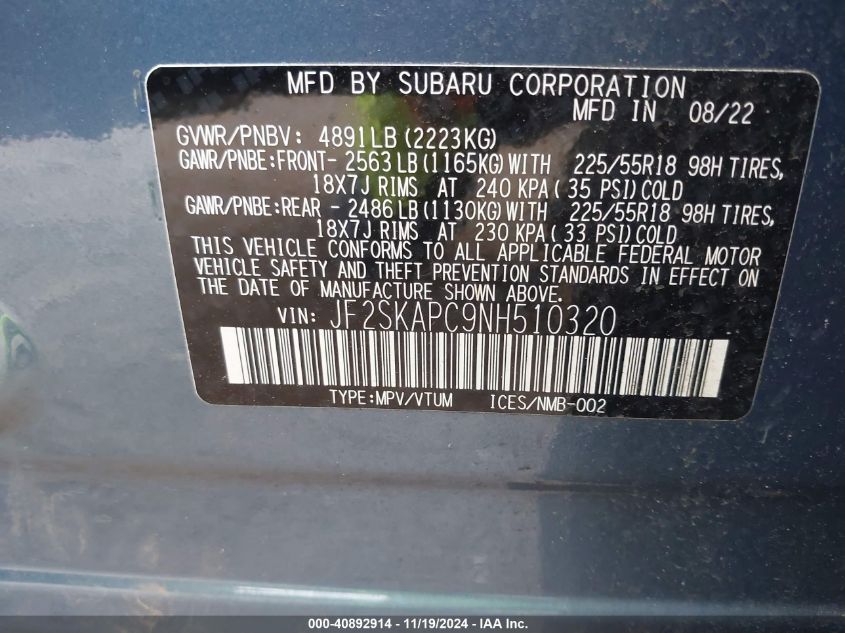 MFD BY SUBARU CORPORATION
MFD IN 08/22
GVWR/PNBV: 4891LB (2223KG)
GAWR/PNBE:FRONT- 2563LB(1165KG)WITH 225/55R18 98H TIRES,
18X7J RIMS AT 240 KPA(35 PSI)COLD
GAWR/PNBE:REAR - 2486LB(1130KG)WITH 225/55R18 98H TIRES,
18X7J RIMS AT 230 KPA(33 PSI)COLD
THIS VEHICLE CONFORMS TO ALL APPLICABLE FEDERAL MOTOR
VEHICLE SAFETY AND THEFT PREVENTION STANDARDS IN EFFECT ON
THE DATE OF MANUFACTURE SHOWN ABOVE.
VIN: JF2SKAPC9NH510320
TYPE:MPV/VTUM ICES/NMB-002
000-40892914 - 11/19/2024 - IAA Inc.